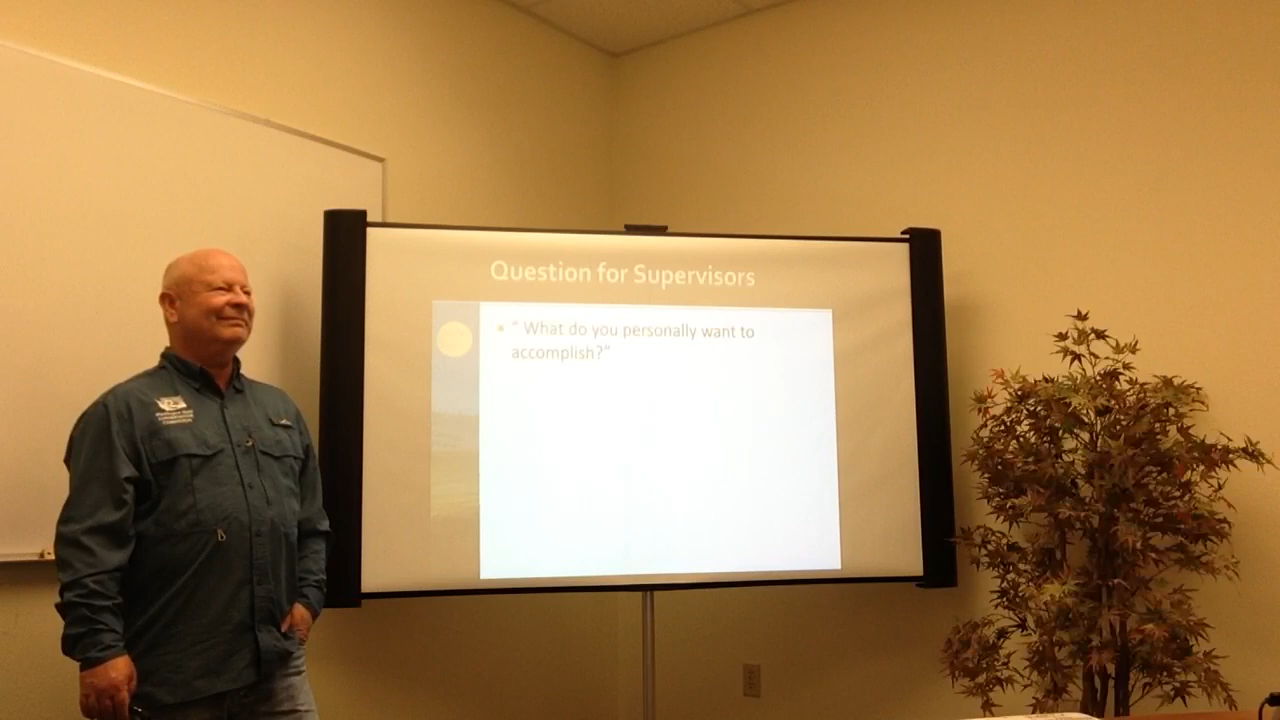 Question for Supervisors
" What do you personally want to
accomplish?"